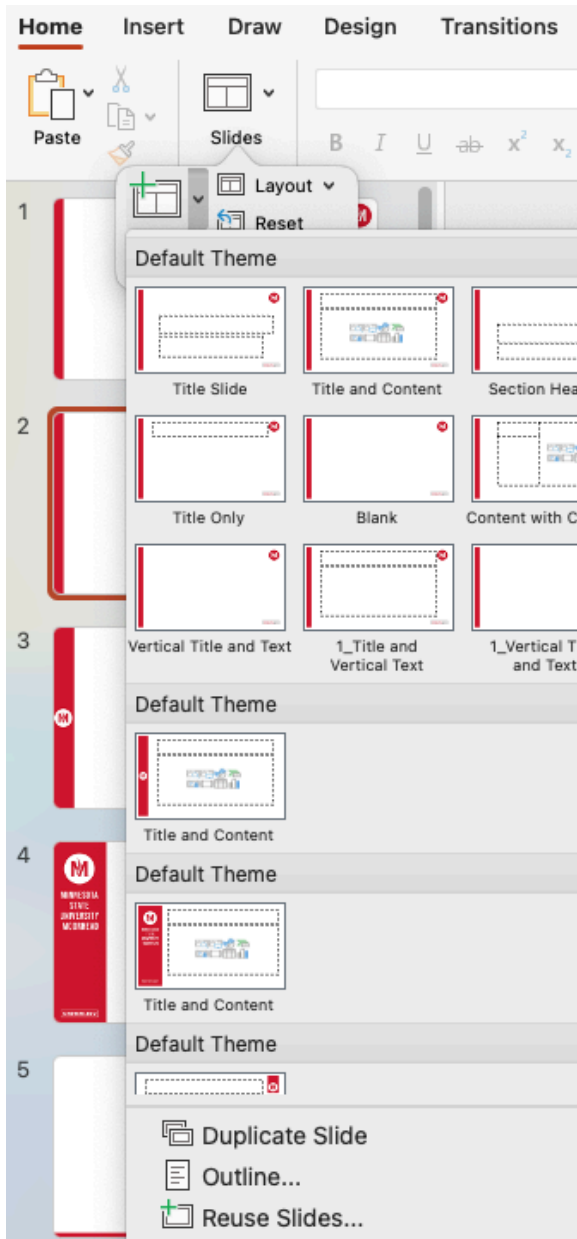 Home Insert Draw Design Transitions
Paste
Slides
B I U ab x2 x2
Layout
Reset
1
Default Theme
Title Slide Title and Content Section Hea
2
Title Only Blank Content with C
3
Vertical Title and Text 1_Title and Vertical Text 1_Vertical T and Text
Default Theme
Title and Content
4
MINNESOTA
STATE
UNIVERSITY
MOORHEAD
Default Theme
Title and Content
Default Theme
5
Duplicate Slide
Outline...
Reuse Slides...